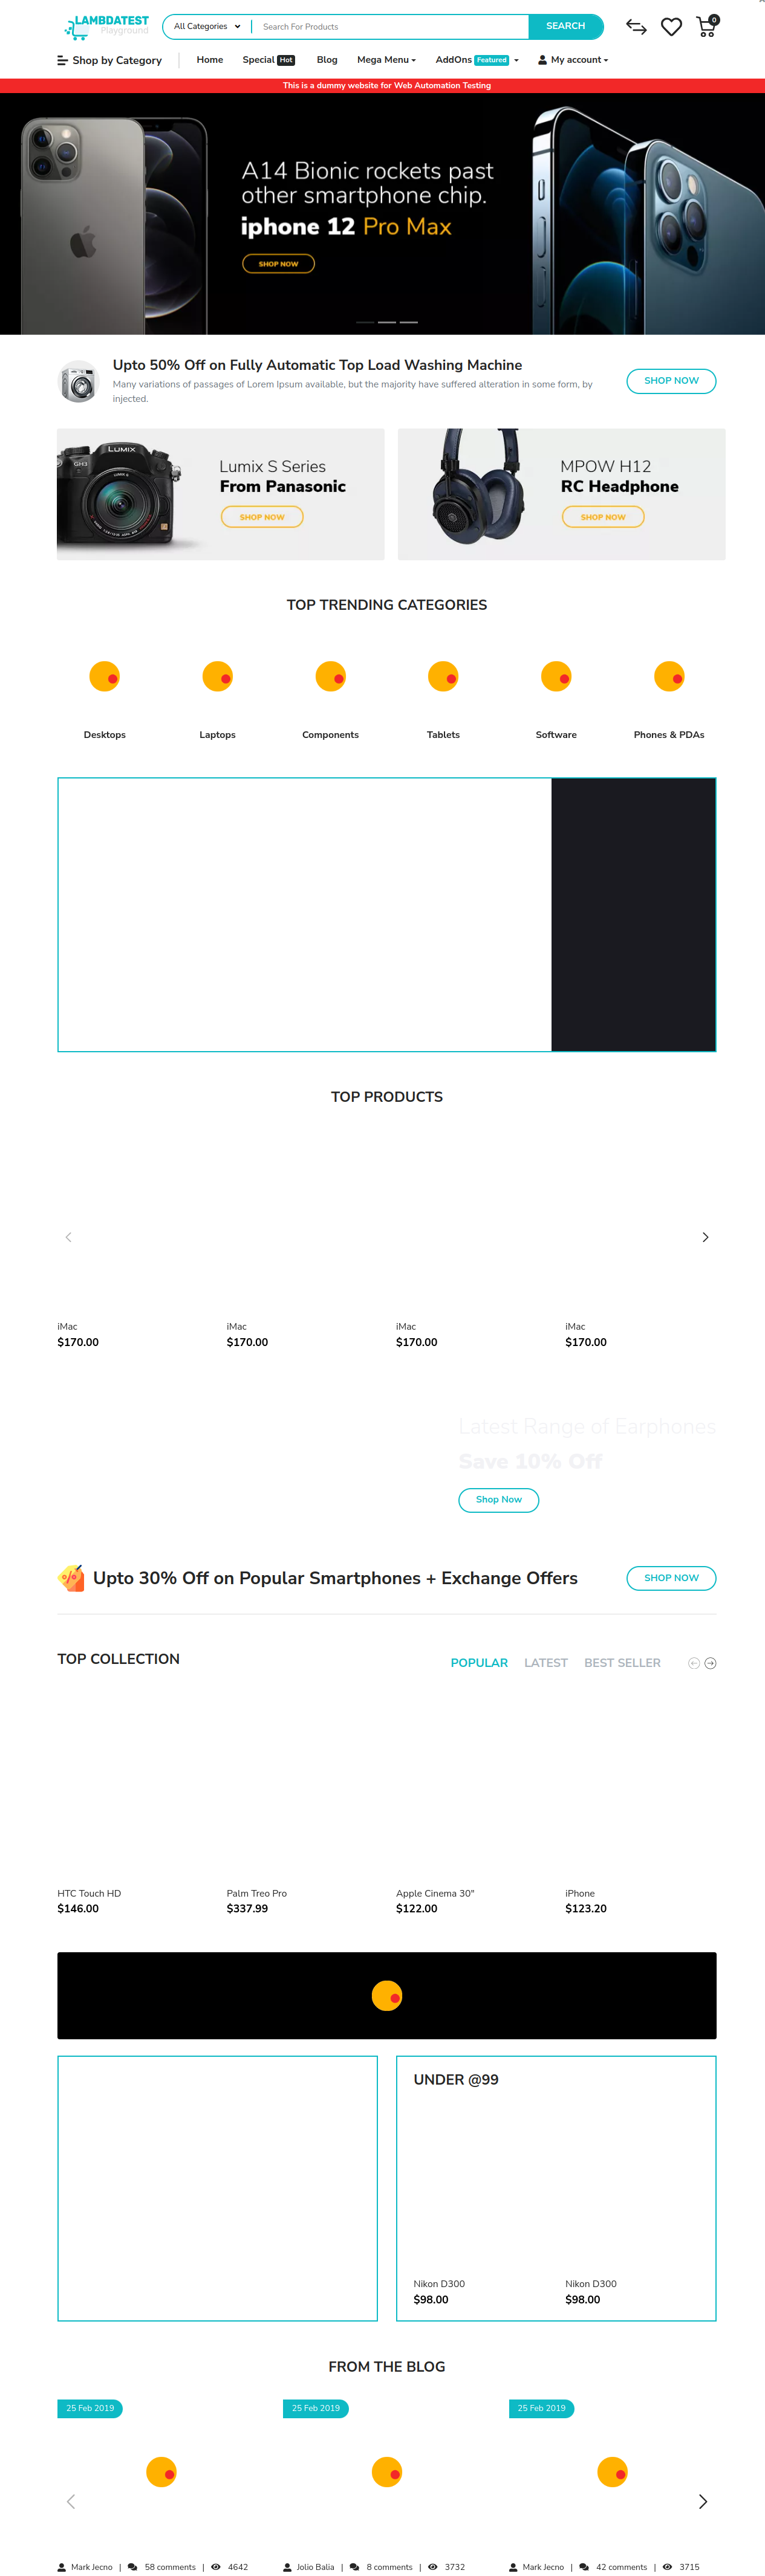 LAMBDATEST
Playground
All Categories
Search For Products
SEARCH
0
Shop by Category
Home
Special Hot
Blog
Mega Menu
AddOns Featured
My account
This is a dummy website for Web Automation Testing
A14 Bionic rockets past
other smartphone chip.
iphone 12 Pro Max
SHOP NOW
Upto 50% Off on Fully Automatic Top Load Washing Machine
Many variations of passages of Lorem Ipsum available, but the majority have suffered alteration in some form, by
injected.
SHOP NOW
LUMIX
GH3
Lumix S Series
From Panasonic
SHOP NOW
MPOW H12
RC Headphone
SHOP NOW
TOP TRENDING CATEGORIES
Desktops
Laptops
Components
Tablets
Software
Phones & PDAs
TOP PRODUCTS
iMac
$170.00
iMac
$170.00
iMac
$170.00
iMac
$170.00
Latest Range of Earphones
Save 10% Off
Shop Now
Upto 30% Off on Popular Smartphones + Exchange Offers
SHOP NOW
TOP COLLECTION
POPULAR
LATEST
BEST SELLER
HTC Touch HD
$146.00
Palm Treo Pro
$337.99
Apple Cinema 30"
$122.00
iPhone
$123.20
UNDER @99
Nikon D300
$98.00
Nikon D300
$98.00
FROM THE BLOG
25 Feb 2019
25 Feb 2019
25 Feb 2019
Mark Jecno | 58 comments | 4642
Jolio Balia | 8 comments | 3732
Mark Jecno | 42 comments | 3715